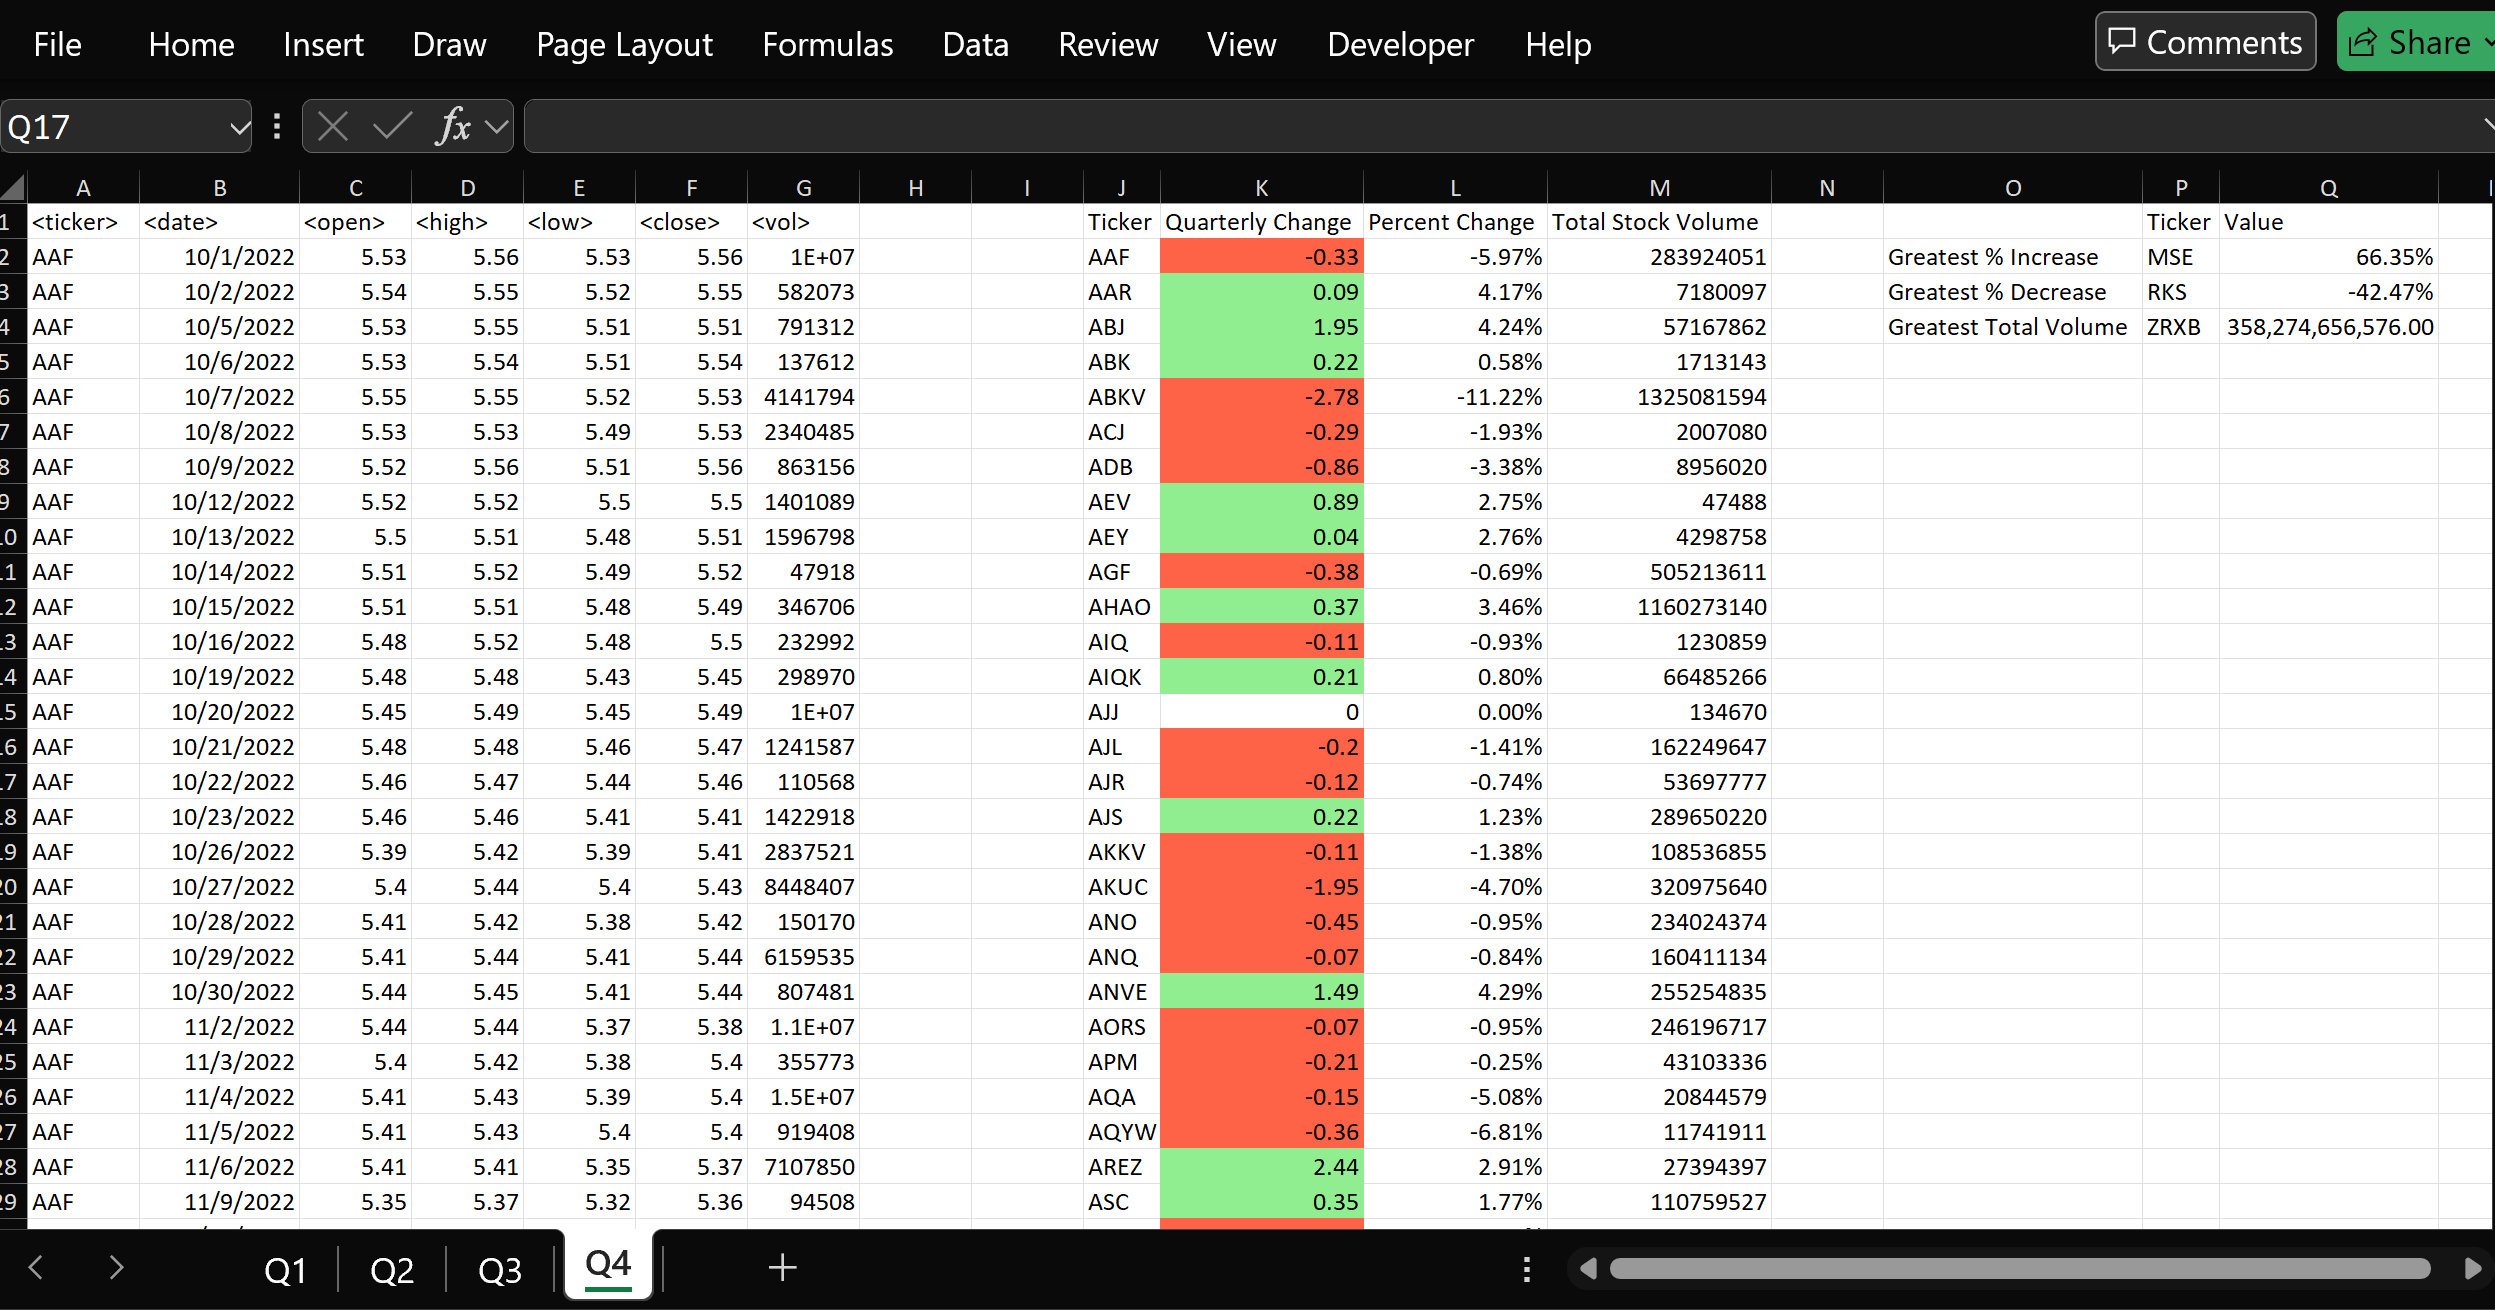 File Home Insert Draw Page Layout Formulas Data Review View Developer Help Comments Share
Q17 fx
A B C D E F G H I J K L M N O P Q
1 <ticker> <date> <open> <high> <low> <close> <vol> Ticker Quarterly Change Percent Change Total Stock Volume Ticker Value
2 AAF 10/1/2022 5.53 5.56 5.53 5.56 1E+07 AAF -0.33 -5.97% 283924051 Greatest % Increase MSE 66.35%
3 AAF 10/2/2022 5.54 5.55 5.52 5.55 582073 AAR 0.09 4.17% 7180097 Greatest % Decrease RKS -42.47%
4 AAF 10/5/2022 5.53 5.55 5.51 5.51 791312 ABJ 1.95 4.24% 57167862 Greatest Total Volume ZRXB 358,274,656,576.00
5 AAF 10/6/2022 5.53 5.54 5.51 5.54 137612 ABK 0.22 0.58% 1713143
6 AAF 10/7/2022 5.55 5.55 5.52 5.53 4141794 ABKV -2.78 -11.22% 1325081594
7 AAF 10/8/2022 5.53 5.53 5.49 5.53 2340485 ACJ -0.29 -1.93% 2007080
8 AAF 10/9/2022 5.52 5.56 5.51 5.56 863156 ADB -0.86 -3.38% 8956020
9 AAF 10/12/2022 5.52 5.52 5.5 5.5 1401089 AEV 0.89 2.75% 47488
10 AAF 10/13/2022 5.5 5.51 5.48 5.51 1596798 AEY 0.04 2.76% 4298758
11 AAF 10/14/2022 5.51 5.52 5.49 5.52 47918 AGF -0.38 -0.69% 505213611
12 AAF 10/15/2022 5.51 5.51 5.48 5.49 346706 AHAO 0.37 3.46% 1160273140
13 AAF 10/16/2022 5.48 5.52 5.48 5.5 232992 AIQ -0.11 -0.93% 1230859
14 AAF 10/19/2022 5.48 5.48 5.43 5.45 298970 AIQK 0.21 0.80% 66485266
15 AAF 10/20/2022 5.45 5.49 5.45 5.49 1E+07 AJJ 0 0.00% 134670
16 AAF 10/21/2022 5.48 5.48 5.46 5.47 1241587 AJL -0.2 -1.41% 162249647
17 AAF 10/22/2022 5.46 5.47 5.44 5.46 110568 AJR -0.12 -0.74% 53697777
18 AAF 10/23/2022 5.46 5.46 5.41 5.41 1422918 AJS 0.22 1.23% 289650220
19 AAF 10/26/2022 5.39 5.42 5.39 5.41 2837521 AKKV -0.11 -1.38% 108536855
20 AAF 10/27/2022 5.4 5.44 5.4 5.43 8448407 AKUC -1.95 -4.70% 320975640
21 AAF 10/28/2022 5.41 5.42 5.38 5.42 150170 ANO -0.45 -0.95% 234024374
22 AAF 10/29/2022 5.41 5.44 5.41 5.44 6159535 ANQ -0.07 -0.84% 160411134
23 AAF 10/30/2022 5.44 5.45 5.41 5.44 807481 ANVE 1.49 4.29% 255254835
24 AAF 11/2/2022 5.44 5.44 5.37 5.38 1.1E+07 AORS -0.07 -0.95% 246196717
25 AAF 11/3/2022 5.4 5.42 5.38 5.4 355773 APM -0.21 -0.25% 43103336
26 AAF 11/4/2022 5.41 5.43 5.39 5.4 1.5E+07 AQA -0.15 -5.08% 20844579
27 AAF 11/5/2022 5.41 5.43 5.4 5.4 919408 AQYW -0.36 -6.81% 11741911
28 AAF 11/6/2022 5.41 5.41 5.35 5.37 7107850 AREZ 2.44 2.91% 27394397
29 AAF 11/9/2022 5.35 5.37 5.32 5.36 94508 ASC 0.35 1.77% 110759527
Q1 Q2 Q3 Q4